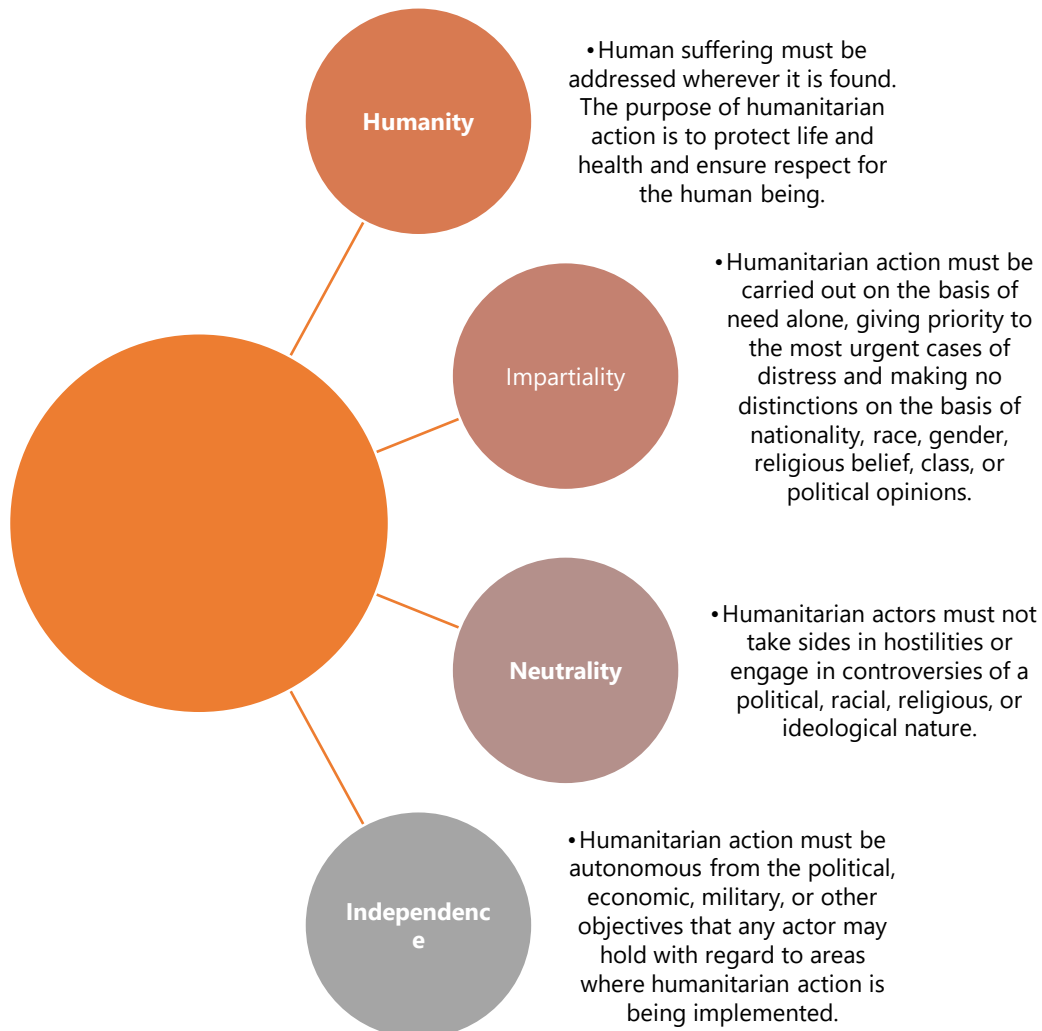 Humanity
•Human suffering must be
addressed wherever it is found.
The purpose of humanitarian
action is to protect life and
health and ensure respect for
the human being.
Impartiality
•Humanitarian action must be
carried out on the basis of
need alone, giving priority to
the most urgent cases of
distress and making no
distinctions on the basis of
nationality, race, gender,
religious belief, class, or
political opinions.
Neutrality
•Humanitarian actors must not
take sides in hostilities or
engage in controversies of a
political, racial, religious, or
ideological nature.
Independenc
e
•Humanitarian action must be
autonomous from the political,
economic, military, or other
objectives that any actor may
hold with regard to areas
where humanitarian action is
being implemented.